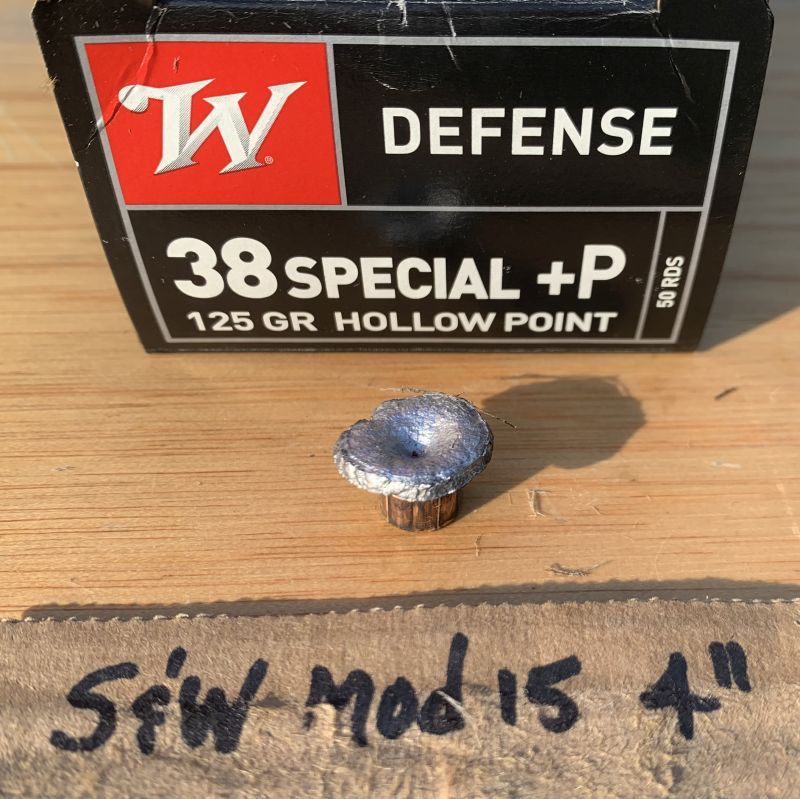 W®
DEFENSE
38 SPECIAL +P
125 GR HOLLOW POINT
50 RDS
S&W Mod 15 4"